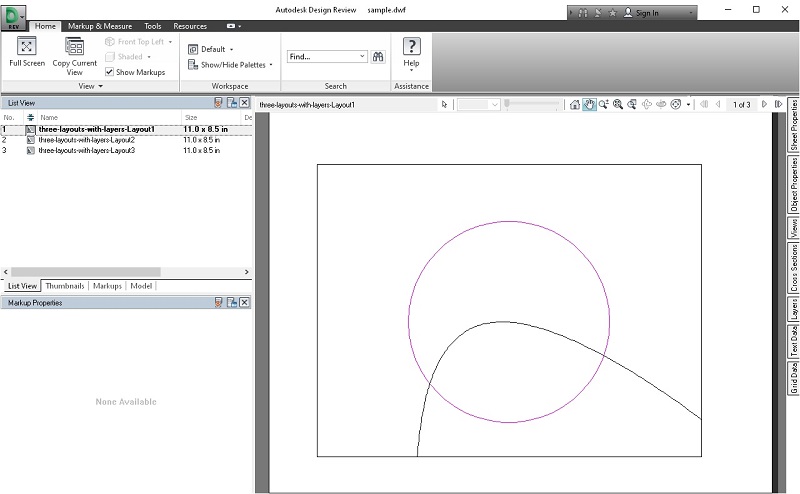 Autodesk Design Review sample.dwf
Sign In
D
REV
Home Markup & Measure Tools Resources
Full Screen
Copy Current View
Front Top Left
Shaded
Show Markups
View
Default
Show/Hide Palettes
Workspace
Find...
Search
Help
Assistance
List View
No. Name Size De
1 three-layouts-with-layers-Layout1 11.0 x 8.5 in
2 three-layouts-with-layers-Layout2 11.0 x 8.5 in
3 three-layouts-with-layers-Layout3 11.0 x 8.5 in
List View Thumbnails Markups Model
Markup Properties
None Available
three-layouts-with-layers-Layout1
1 of 3
Sheet Properties
Object Properties
Views
Cross Sections
Layers
Text Data
Grid Data